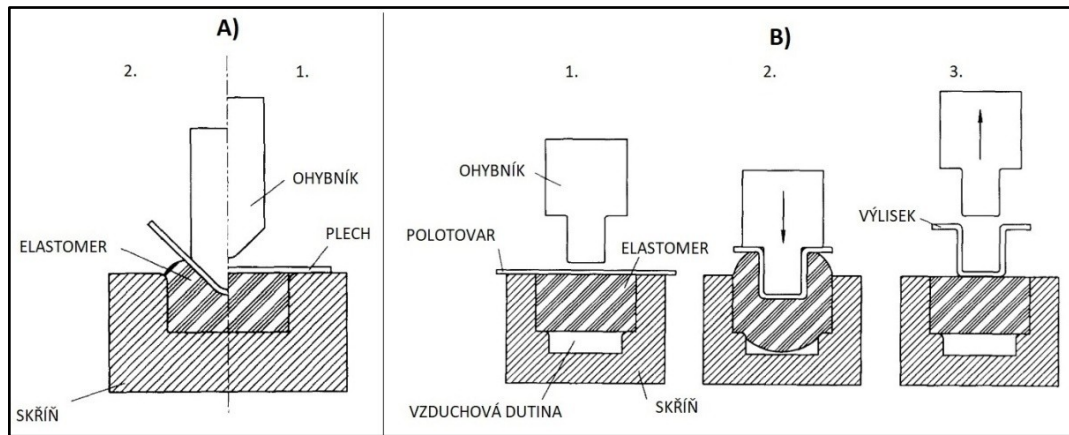 A)
2.
1.
OHYBNÍK
ELASTOMER
PLECH
SKŘÍŇ
B)
1.
2.
3.
OHYBNÍK
POLOTOVAR
ELASTOMER
VÝLISEK
VZDUCHOVÁ DUTINA
SKŘÍŇ